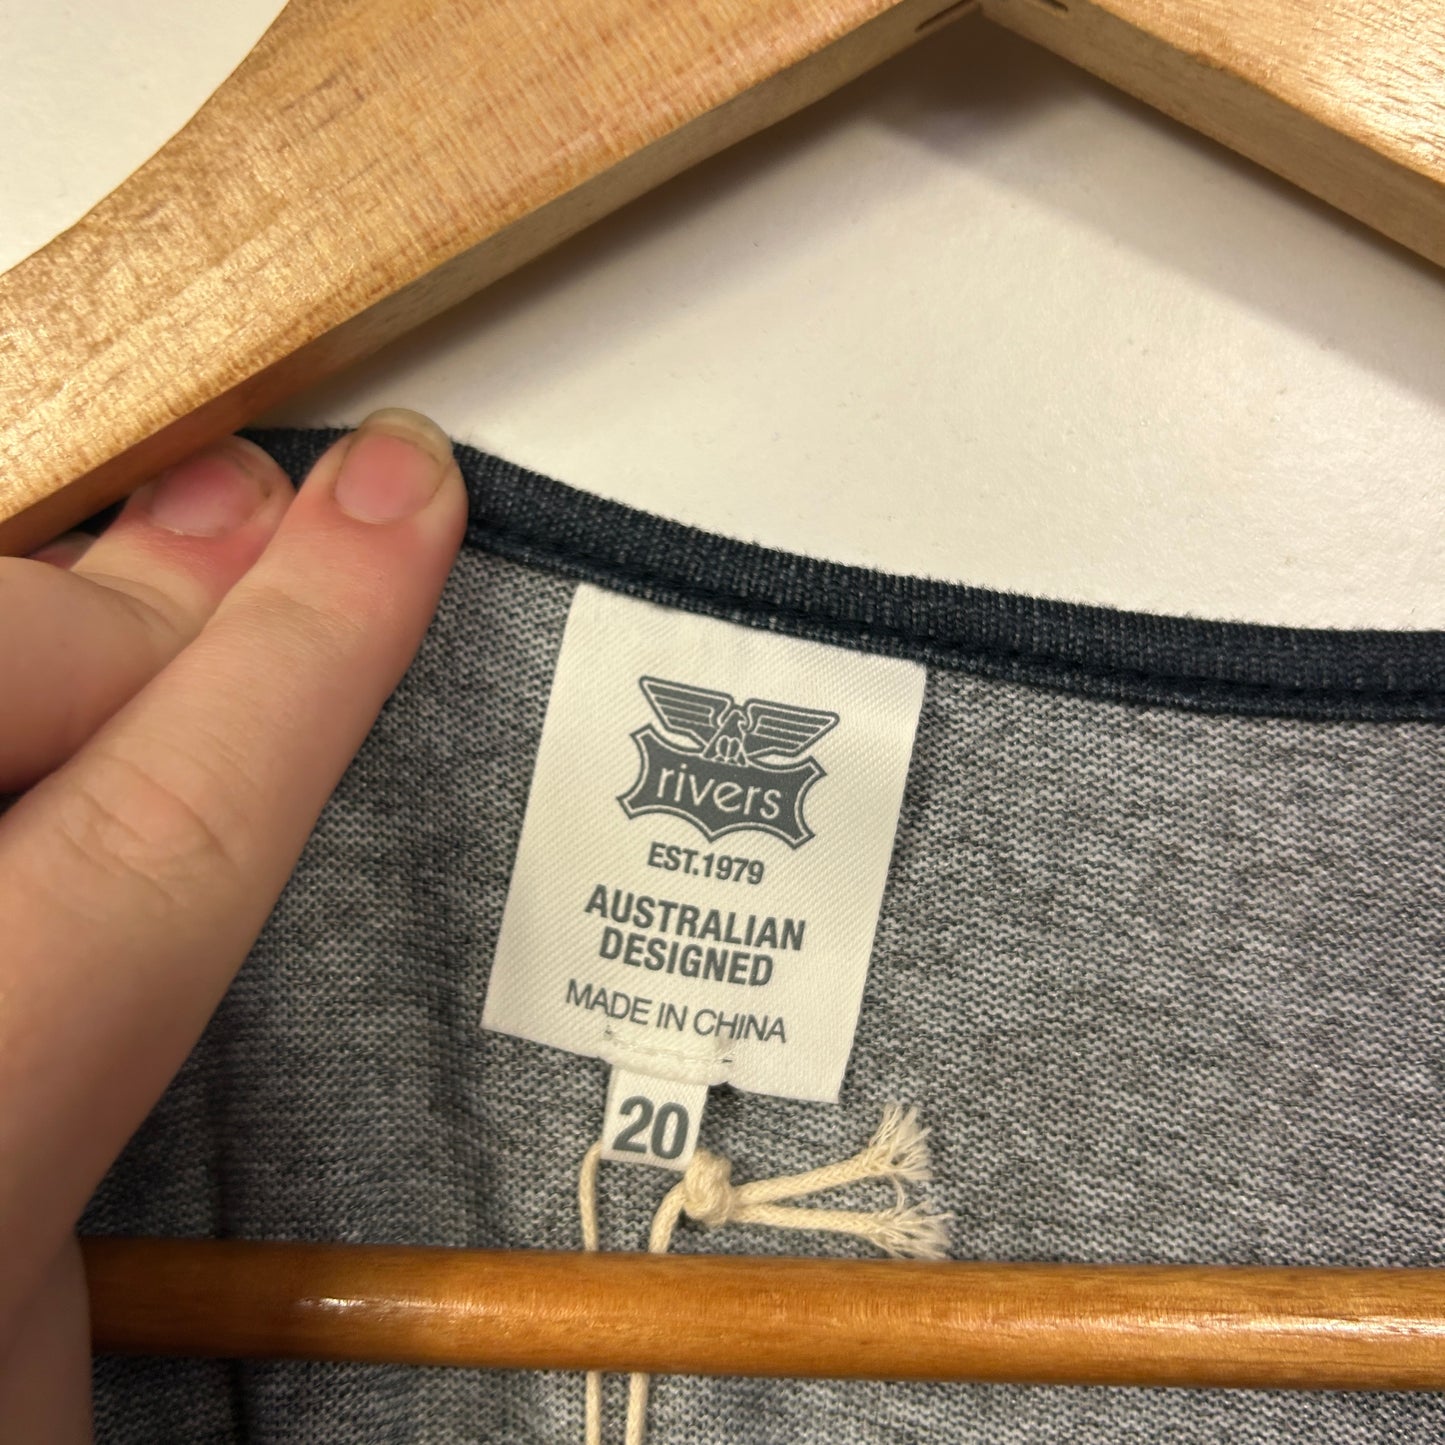 rivers
EST.1979
AUSTRALIAN
DESIGNED
MADE IN CHINA
20